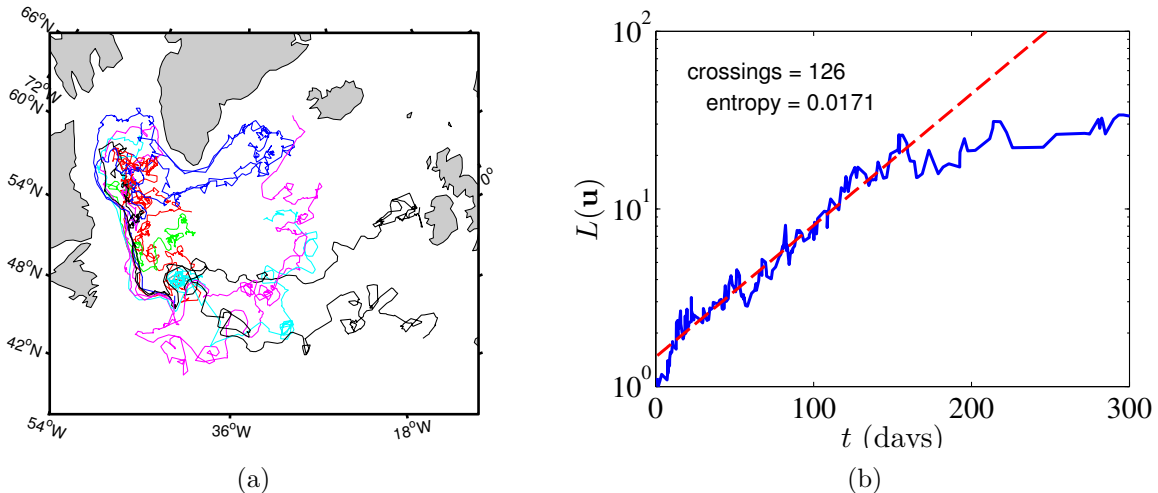 66°N
72°W
60°N
54°N
48°N
42°N
54°W
36°W
18°W
0°
(a)
10²
10¹
10⁰
L(u)
crossings = 126
entropy = 0.0171
0 100 200 300
t (days)
(b)